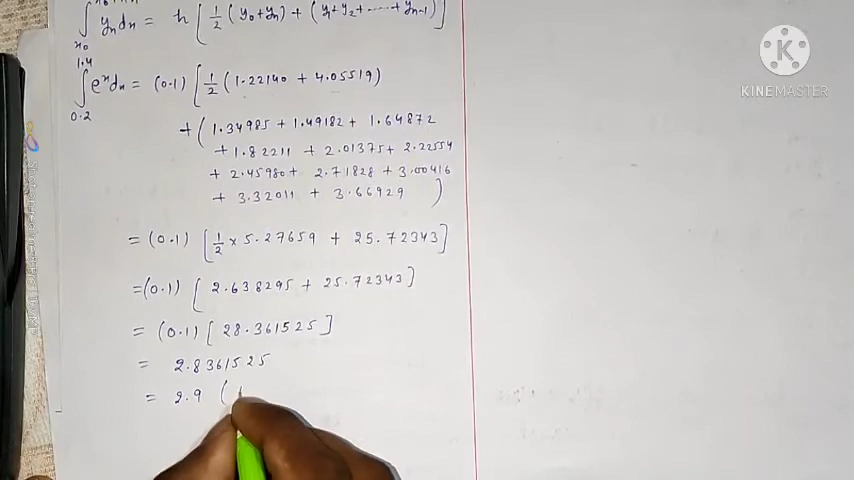 x₀
∫ yₙdx = h [ 1/2 (y₀+yₙ) + (y₁+y₂+-----+yₙ₋₁) ]
1.4
∫ eˣdx = (0.1) [ 1/2 (1.22140 + 4.05519)
0.2
+ ( 1.34985 + 1.49182 + 1.64872
+ 1.82211 + 2.01375 + 2.22554
+ 2.45980 + 2.71828 + 3.00416
+ 3.32011 + 3.66929 )
= (0.1) [ 1/2 × 5.27659 + 25.72343 ]
= (0.1) [ 2.638295 + 25.72343 ]
= (0.1) [ 28.361525 ]
= 2.8361525
= 2.9 (
KINEMASTER